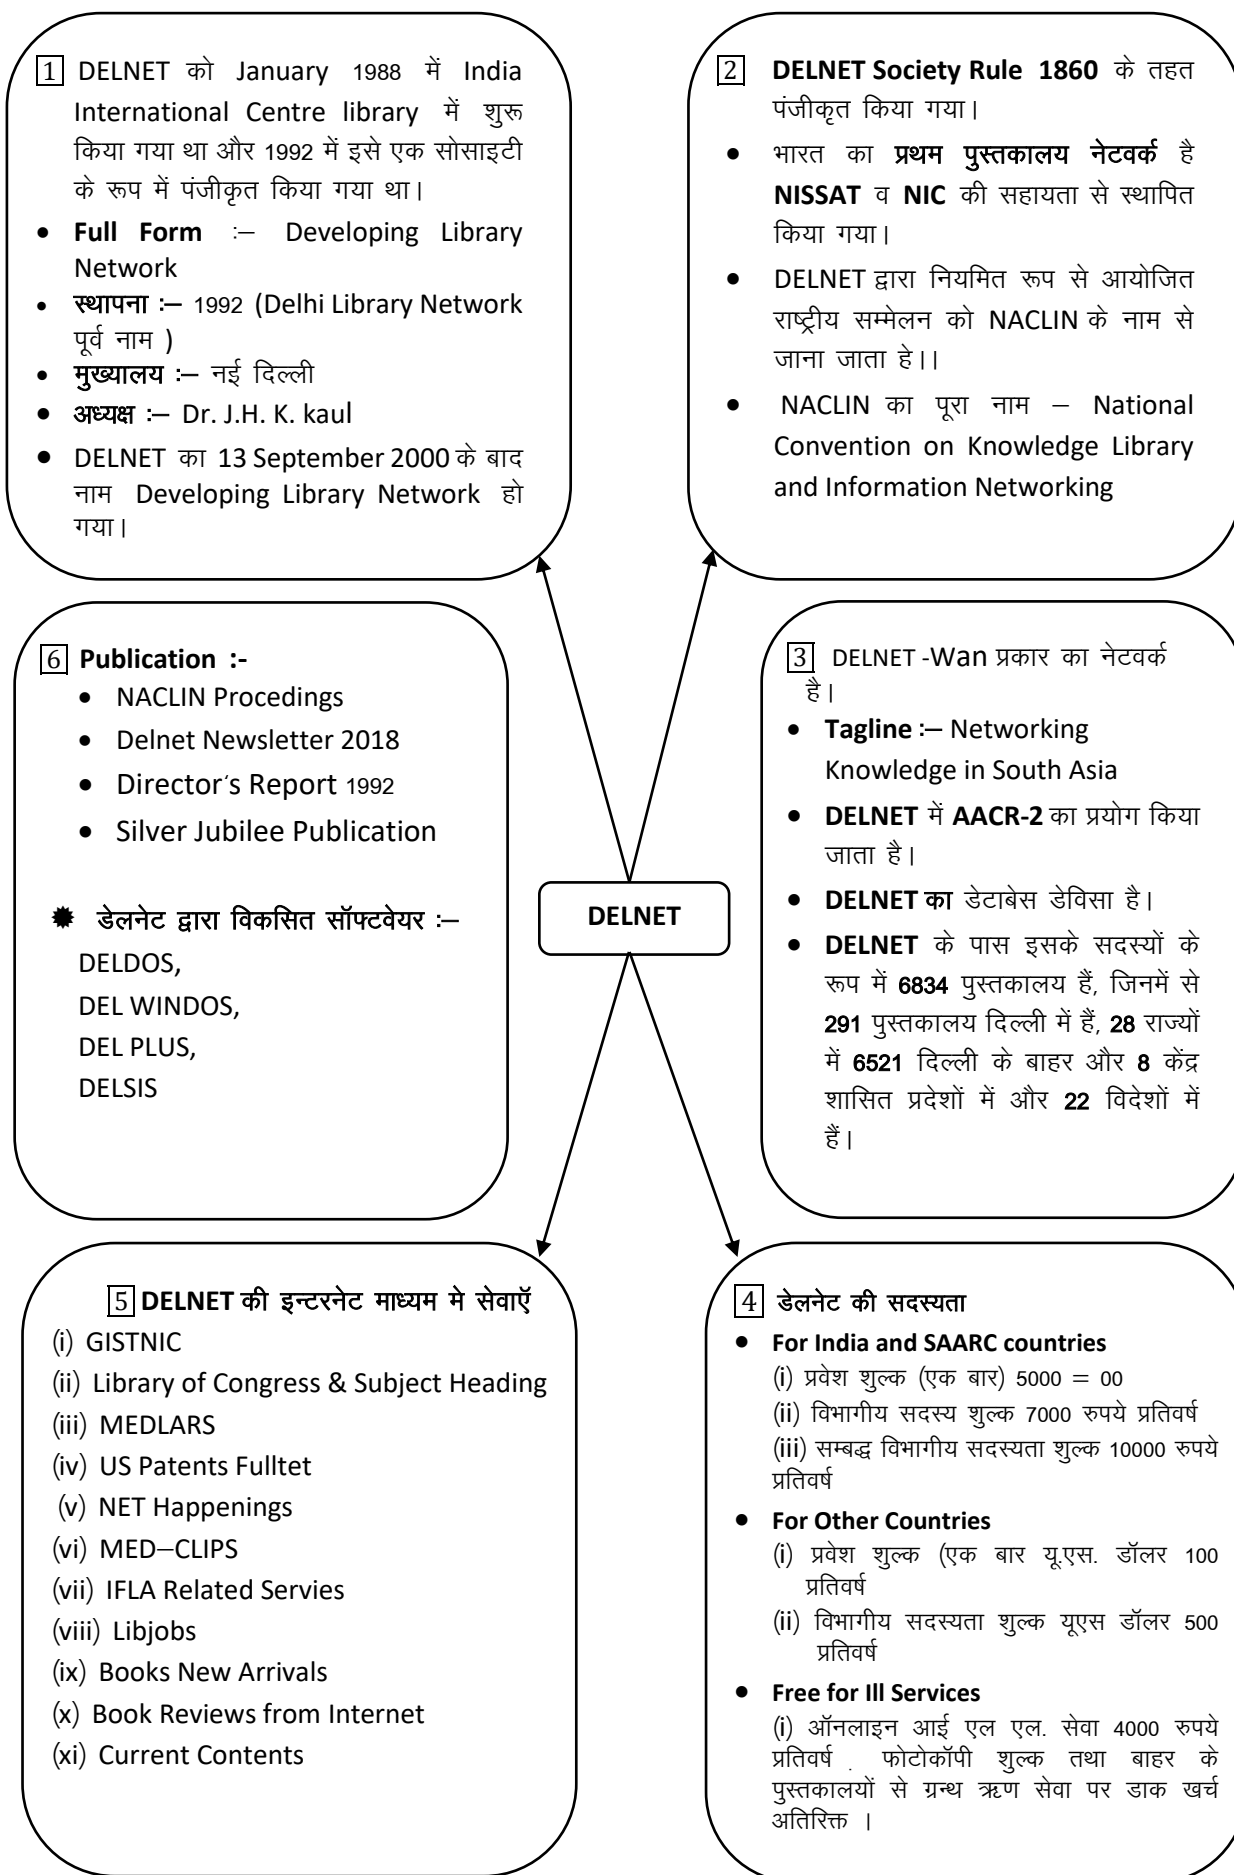 1 DELNET को January 1988 में India
International Centre library में शुरू
किया गया था और 1992 में इसे एक सोसाइटी
के रूप में पंजीकृत किया गया था।
• Full Form :– Developing Library
Network
• स्थापना :– 1992 (Delhi Library Network
पूर्व नाम )
• मुख्यालय :– नई दिल्ली
• अध्यक्ष :– Dr. J.H. K. kaul
• DELNET का 13 September 2000 के बाद
नाम Developing Library Network हो
गया।
2 DELNET Society Rule 1860 के तहत
पंजीकृत किया गया।
• भारत का प्रथम पुस्तकालय नेटवर्क है
NISSAT व NIC की सहायता से स्थापित
किया गया।
• DELNET द्वारा नियमित रूप से आयोजित
राष्ट्रीय सम्मेलन को NACLIN के नाम से
जाना जाता हे।।
• NACLIN का पूरा नाम – National
Convention on Knowledge Library
and Information Networking
3 DELNET -Wan प्रकार का नेटवर्क
है।
• Tagline :– Networking
Knowledge in South Asia
• DELNET में AACR-2 का प्रयोग किया
जाता है।
• DELNET का डेटाबेस डेविसा है।
• DELNET के पास इसके सदस्यों के
रूप में 6834 पुस्तकालय हैं, जिनमें से
291 पुस्तकालय दिल्ली में हैं, 28 राज्यों
में 6521 दिल्ली के बाहर और 8 केंद्र
शासित प्रदेशों में और 22 विदेशों में
हैं।
DELNET
4 डेलनेट की सदस्यता
• For India and SAARC countries
(i) प्रवेश शुल्क (एक बार) 5000 = 00
(ii) विभागीय सदस्य शुल्क 7000 रुपये प्रतिवर्ष
(iii) सम्बद्ध विभागीय सदस्यता शुल्क 10000 रुपये
प्रतिवर्ष
• For Other Countries
(i) प्रवेश शुल्क (एक बार यू.एस. डॉलर 100
प्रतिवर्ष
(ii) विभागीय सदस्यता शुल्क यूएस डॉलर 500
प्रतिवर्ष
• Free for Ill Services
(i) ऑनलाइन आई एल एल. सेवा 4000 रुपये
प्रतिवर्ष . फोटोकॉपी शुल्क तथा बाहर के
पुस्तकालयों से ग्रन्थ ऋण सेवा पर डाक खर्च
अतिरिक्त ।
5 DELNET की इन्टरनेट माध्यम मे सेवाऍ
(i) GISTNIC
(ii) Library of Congress & Subject Heading
(iii) MEDLARS
(iv) US Patents Fulltet
(v) NET Happenings
(vi) MED–CLIPS
(vii) IFLA Related Servies
(viii) Libjobs
(ix) Books New Arrivals
(x) Book Reviews from Internet
(xi) Current Contents
6 Publication :-
• NACLIN Procedings
• Delnet Newsletter 2018
• Director's Report 1992
• Silver Jubilee Publication
✹ डेलनेट द्वारा विकसित सॉफ्टवेयर :–
DELDOS,
DEL WINDOS,
DEL PLUS,
DELSIS